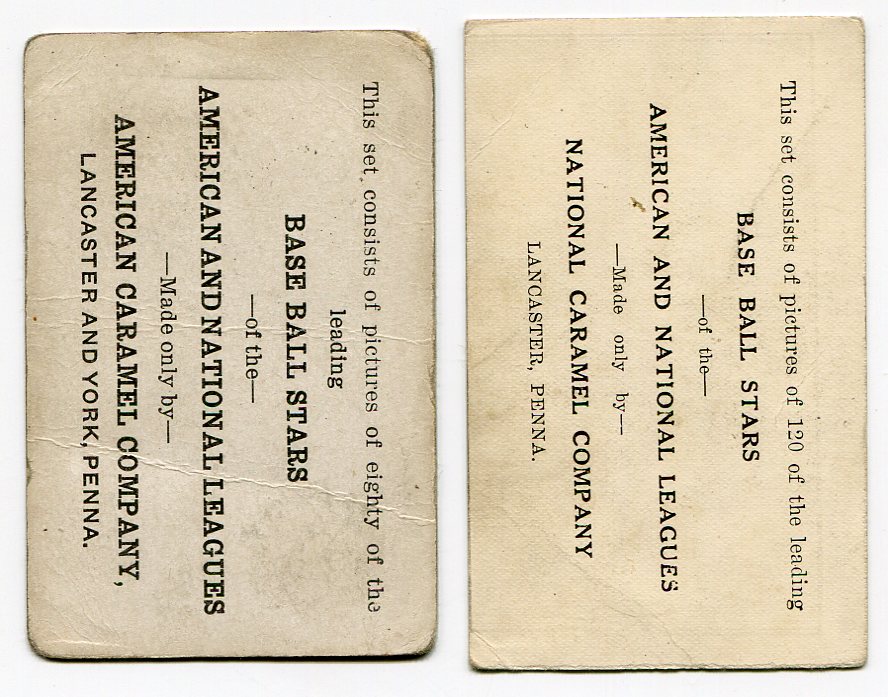 This set consists of pictures of eighty of the
leading
BASE BALL STARS
—of the—
AMERICAN AND NATIONAL LEAGUES
—Made only by—
AMERICAN CARAMEL COMPANY,
LANCASTER AND YORK, PENNA.
This set consists of pictures of 120 of the leading
BASE BALL STARS
—of the—
AMERICAN AND NATIONAL LEAGUES
—Made only by—
NATIONAL CARAMEL COMPANY
LANCASTER, PENNA.